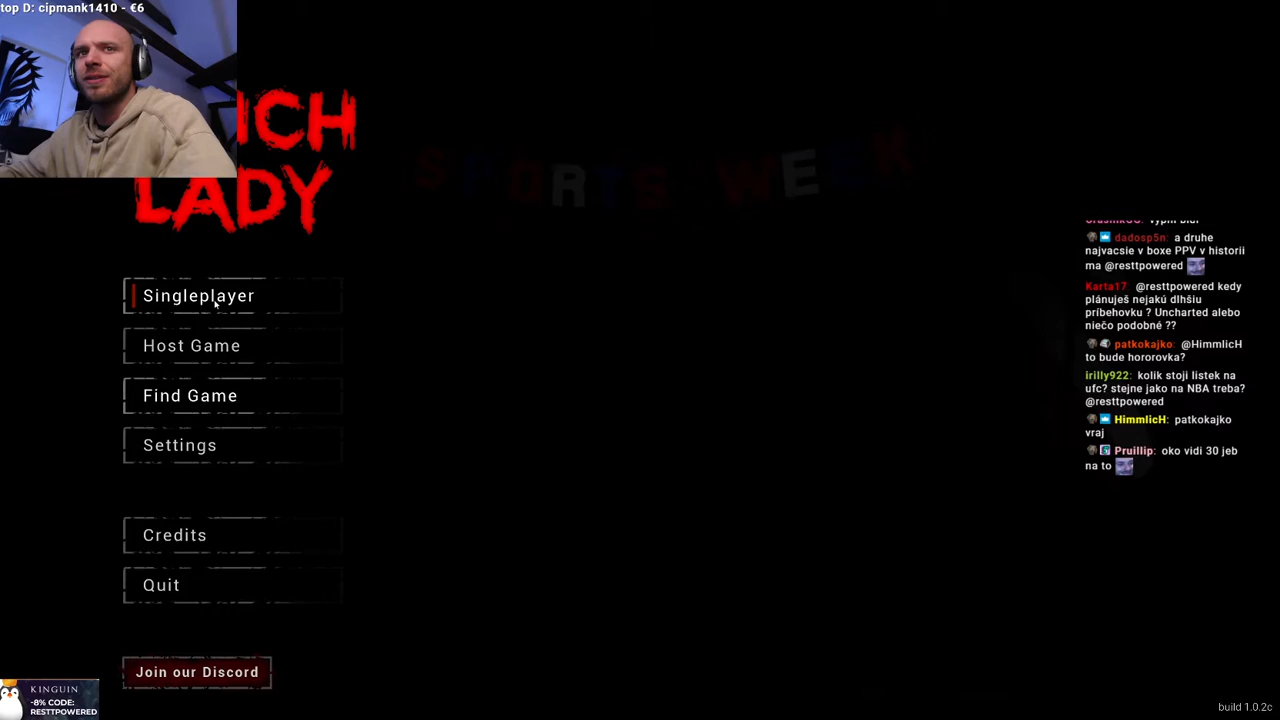 top D: cipmank1410 - €6
ICH
LADY
SPORTS WEEK
Singleplayer
Host Game
Find Game
Settings
Credits
Quit
Join our Discord
KINGUIN
-8% CODE:
RESTTPOWERED
dadosp5n: a druhe
najvacsie v boxe PPV v historii
ma @resttpowered
Karta17 @resttpowered kedy
plánuješ nejakú dlhšiu
príbehovku ? Uncharted alebo
niečo podobné ??
patkokajko: @HimmlicH
to bude hororovka?
irilly922: kolik stoji listek na
ufc? stejne jako na NBA treba?
@resttpowered
HimmlicH: patkokajko
vraj
Pruillip: oko vidi 30 jeb
na to
build 1.0.2c